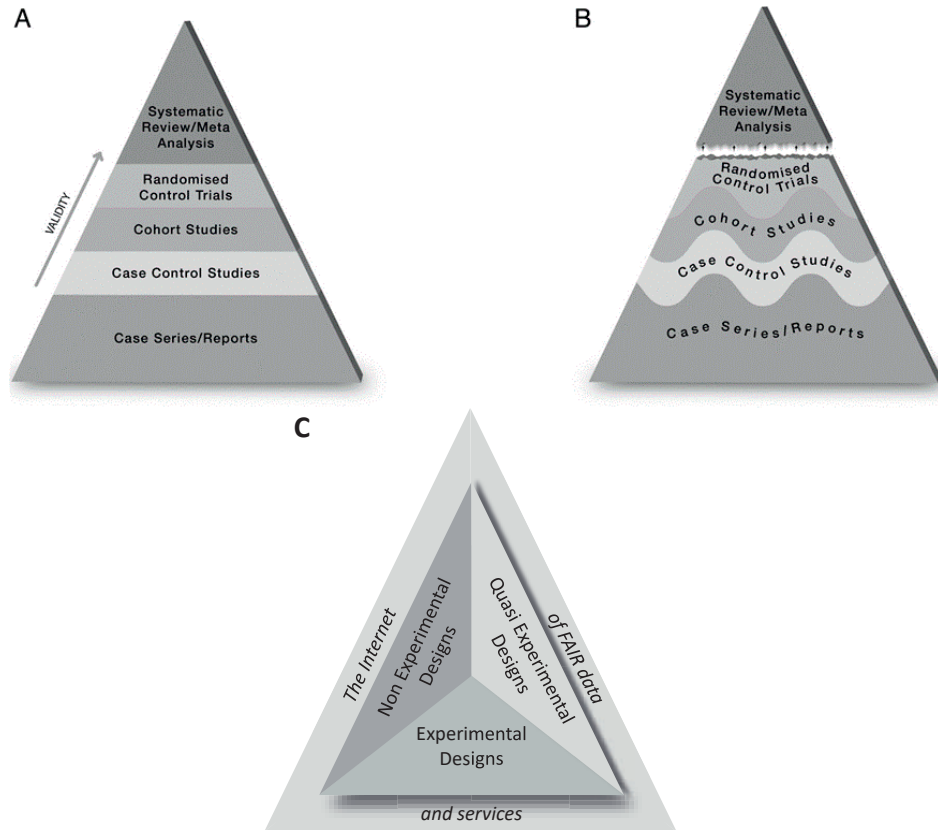 A
Systematic
Review/Meta
Analysis
Randomised
Control Trials
Cohort Studies
Case Control Studies
Case Series/Reports
VALIDITY
B
Systematic
Review/Meta
Analysis
Randomised
Control Trials
Cohort Studies
Case Control Studies
Case Series/Reports
C
The Internet
Non Experimental
Designs
Quasi Experimental
Designs
of FAIR data
Experimental
Designs
and services